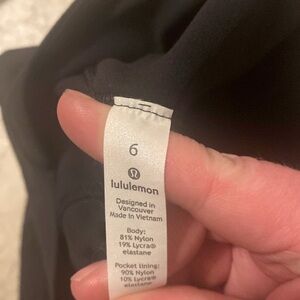 6
lululemon
Designed in
Vancouver
Made in Vietnam
Body:
81% Nylon
19% Lycra®
elastane
Pocket lining:
90% Nylon
10% Lycra®
elastane